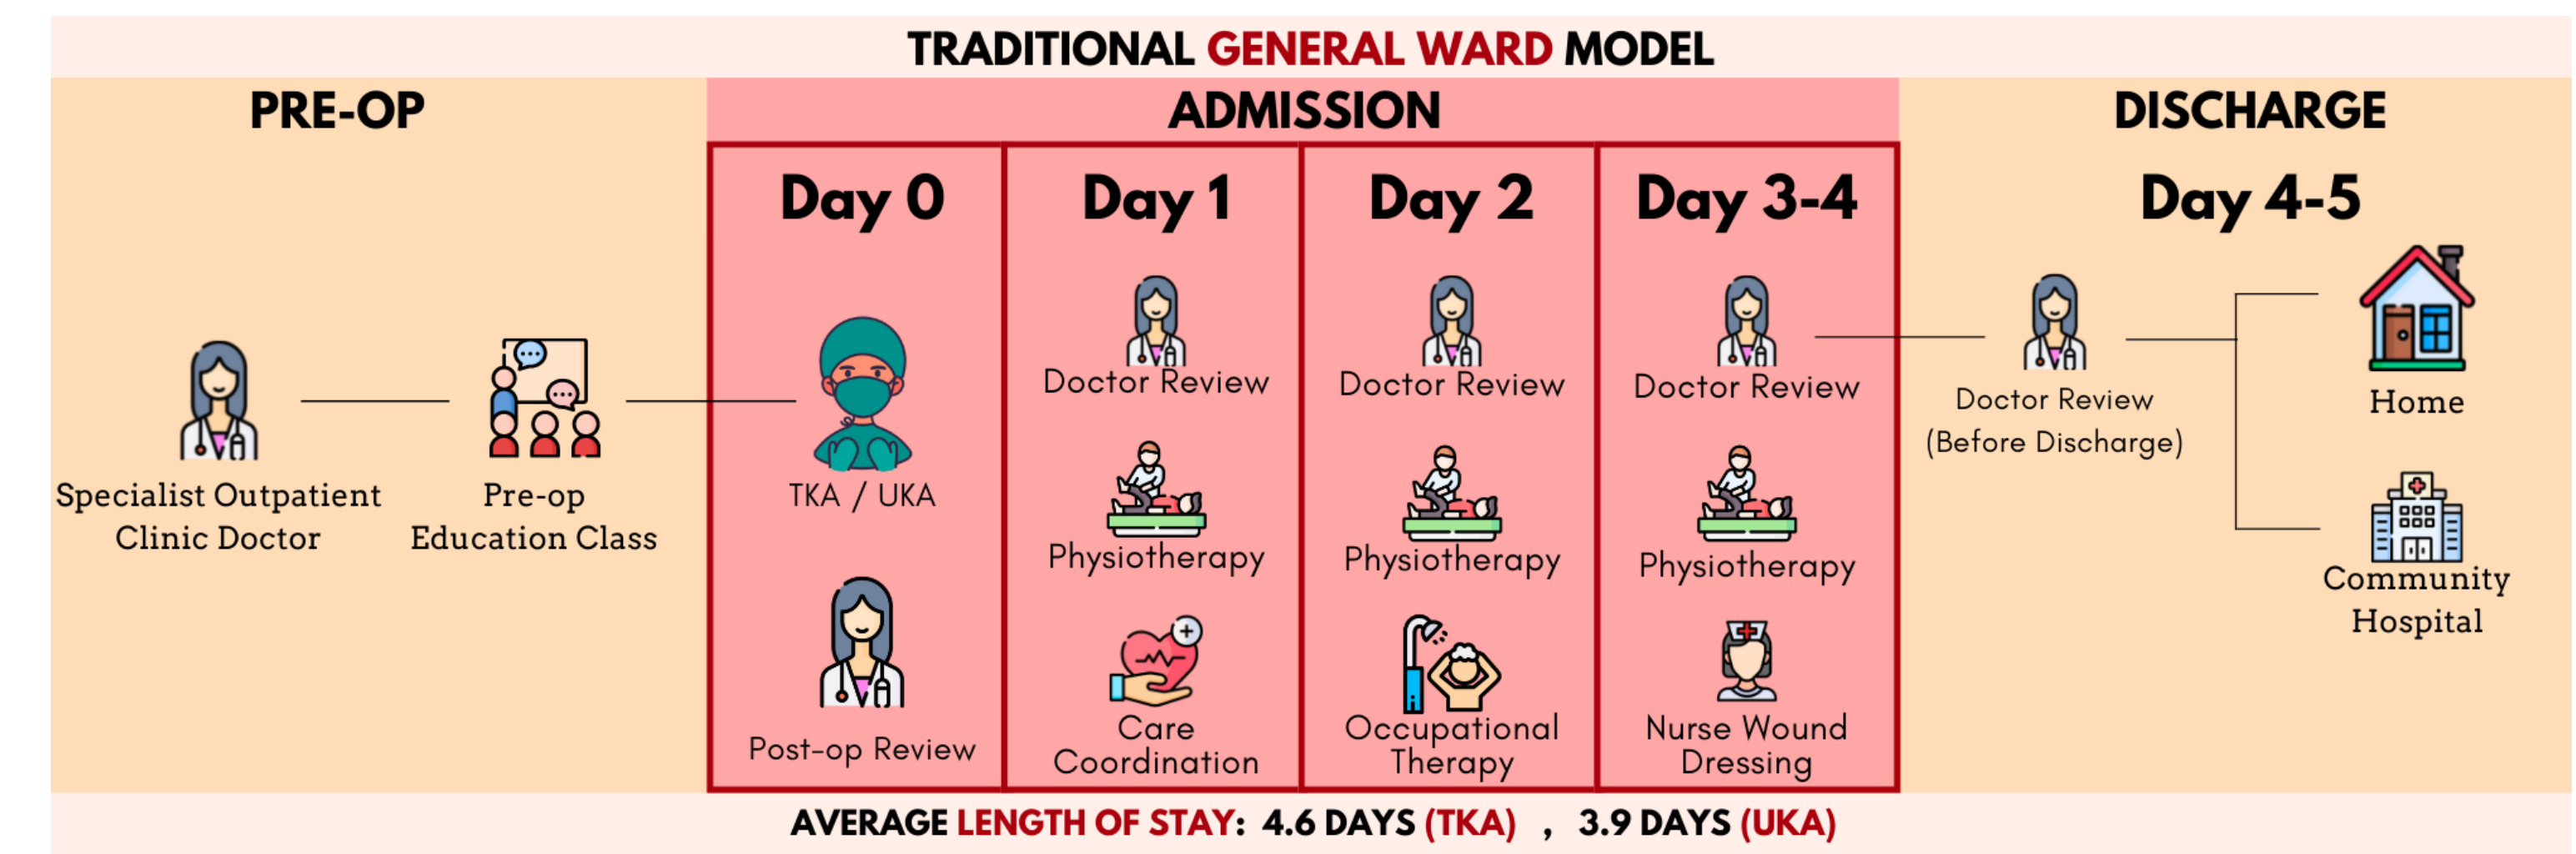 TRADITIONAL GENERAL WARD MODEL
PRE-OP
Specialist Outpatient
Clinic Doctor
Pre-op
Education Class
ADMISSION
Day 0
TKA / UKA
Post-op Review
Day 1
Doctor Review
Physiotherapy
Care
Coordination
Day 2
Doctor Review
Physiotherapy
Occupational
Therapy
Day 3-4
Doctor Review
Physiotherapy
Nurse Wound
Dressing
DISCHARGE
Day 4-5
Doctor Review
(Before Discharge)
Home
Community
Hospital
AVERAGE LENGTH OF STAY: 4.6 DAYS (TKA) , 3.9 DAYS (UKA)